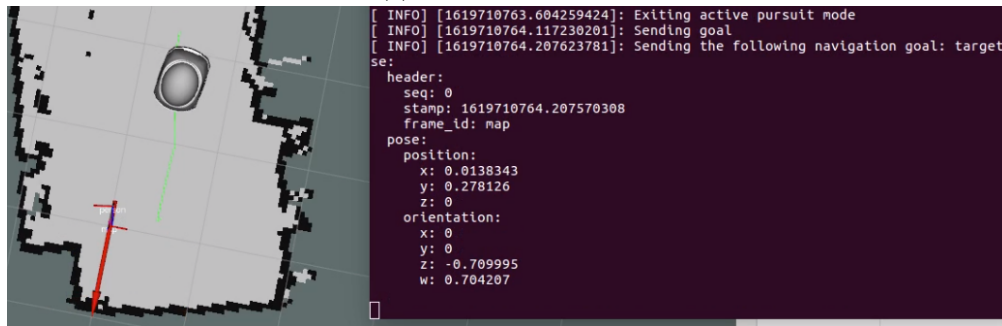 [ INFO] [1619710763.604259424]: Exiting active pursuit mode
[ INFO] [1619710764.117230201]: Sending goal
[ INFO] [1619710764.207623781]: Sending the following navigation goal: target
se:
header:
seq: 0
stamp: 1619710764.207570308
frame_id: map
pose:
position:
x: 0.0138343
y: 0.278126
z: 0
orientation:
x: 0
y: 0
z: -0.709995
w: 0.704207
person